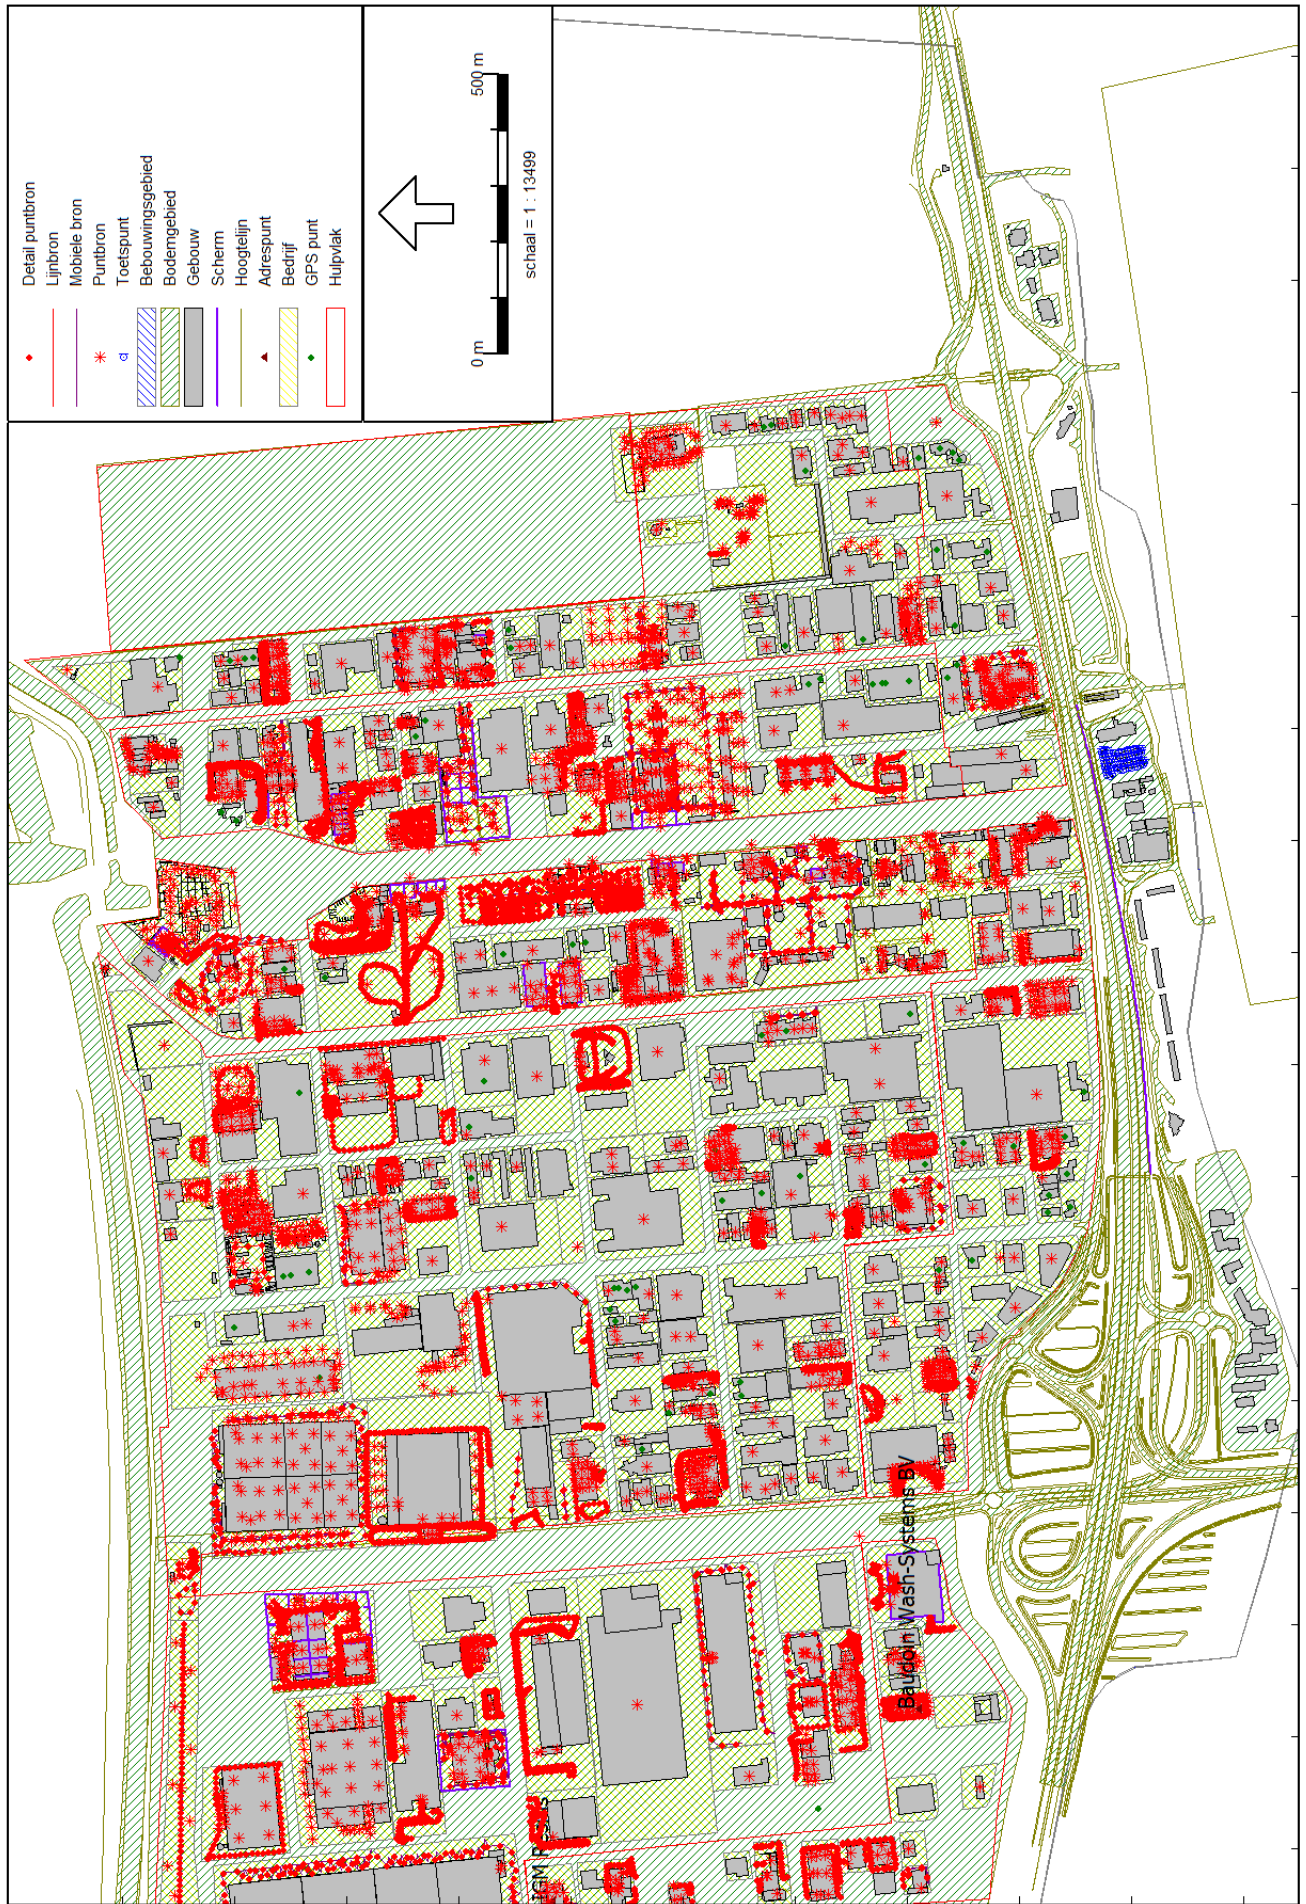 Detail puntbron
Lijnbron
Mobiele bron
Puntbron
Toetspunt
Bebouwingsgebied
Bodemgebied
Gebouw
Scherm
Hoogtelijn
Adrespunt
Bedrijf
GPS punt
Hulpvlak
0 m
500 m
schaal = 1 : 13499
Baudoin Wash-Systems BV